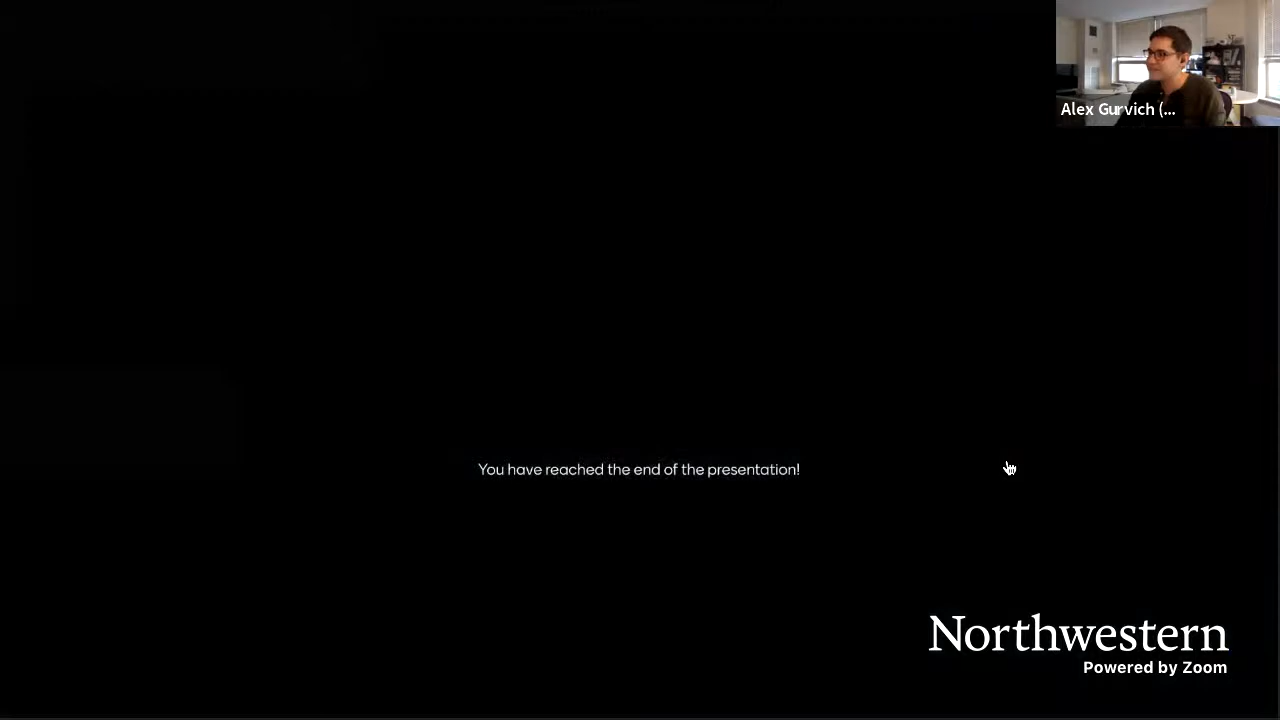 Alex Gurvich (...
You have reached the end of the presentation!
Northwestern
Powered by Zoom